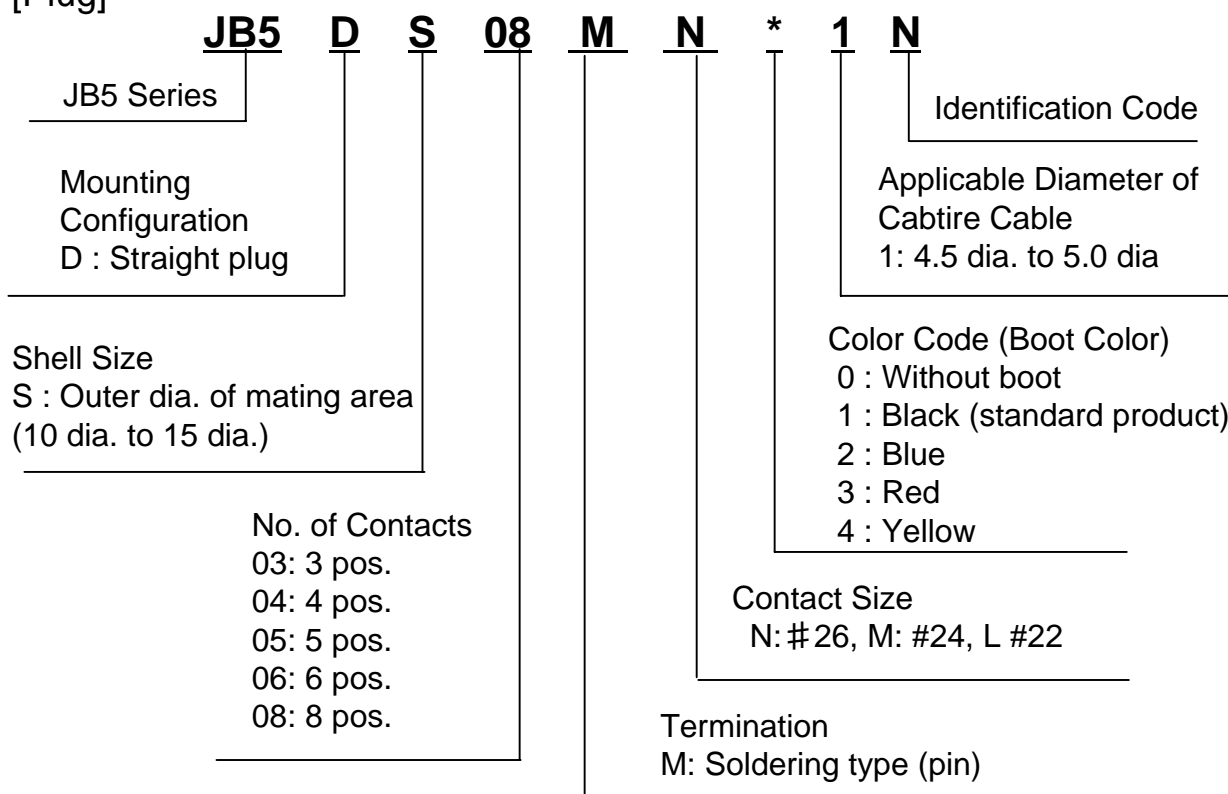 [Plug]
JB5 D S 08 M N * 1 N
JB5 Series
Identification Code
Mounting
Configuration
D : Straight plug
Applicable Diameter of
Cabtire Cable
1: 4.5 dia. to 5.0 dia
Shell Size
S : Outer dia. of mating area
(10 dia. to 15 dia.)
Color Code (Boot Color)
0 : Without boot
1 : Black (standard product)
2 : Blue
3 : Red
4 : Yellow
No. of Contacts
03: 3 pos.
04: 4 pos.
05: 5 pos.
06: 6 pos.
08: 8 pos.
Contact Size
N:♯26, M: #24, L #22
Termination
M: Soldering type (pin)